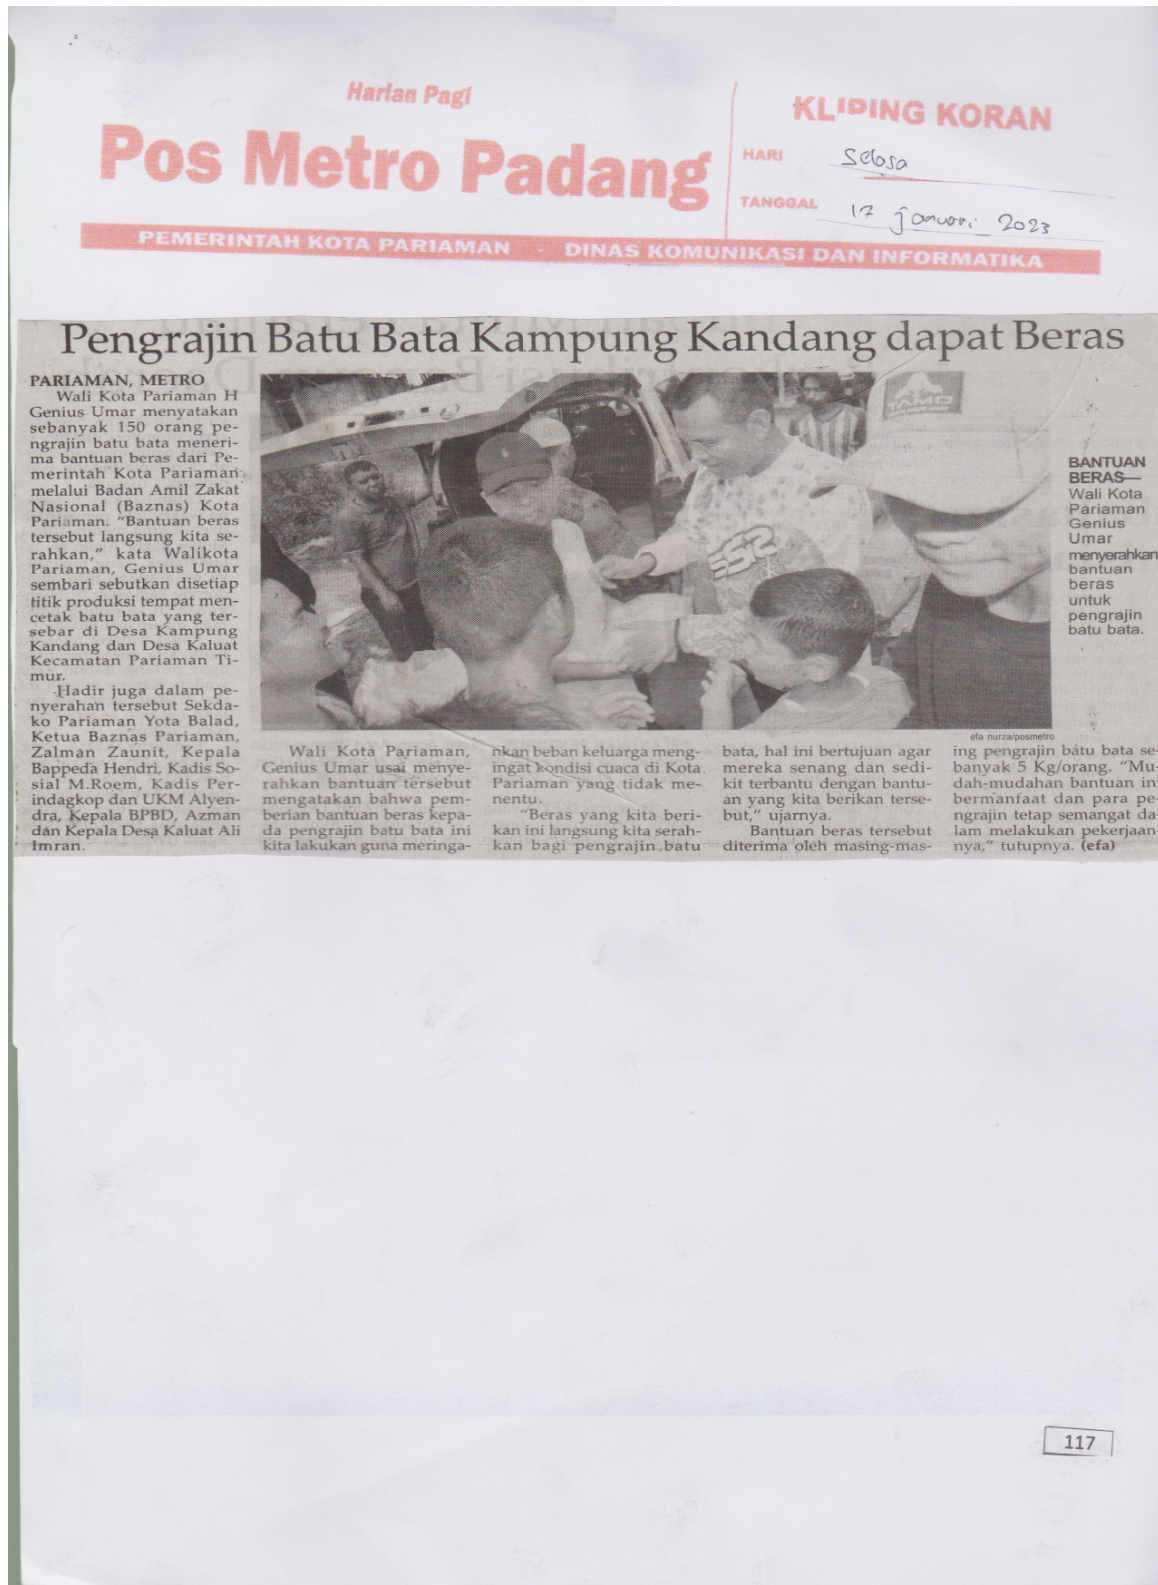 Harian Pagi
Pos Metro Padang
KLIPING KORAN
HARI Selasa
TANGGAL 17 januari 2023
PEMERINTAH KOTA PARIAMAN - DINAS KOMUNIKASI DAN INFORMATIKA
Pengrajin Batu Bata Kampung Kandang dapat Beras
PARIAMAN, METRO
Wali Kota Pariaman H
Genius Umar menyatakan
sebanyak 150 orang pe-
ngrajin batu bata meneri-
ma bantuan beras dari Pe-
merintah Kota Pariaman
melalui Badan Amil Zakat
Nasional (Baznas) Kota
Pariaman. “Bantuan beras
tersebut langsung kita se-
rahkan,” kata Walikota
Pariaman, Genius Umar
sembari sebutkan disetiap
titik produksi tempat men-
cetak batu bata yang ter-
sebar di Desa Kampung
Kandang dan Desa Kaluat
Kecamatan Pariaman Ti-
mur.
Hadir juga dalam pe-
nyerahan tersebut Sekda-
ko Pariaman Yota Balad,
Ketua Baznas Pariaman,
Zalman Zaunit, Kepala
Bappeda Hendri, Kadis So-
sial M.Roem, Kadis Per-
indagkop dan UKM Alyen-
dra, Kepala BPBD, Azman
dan Kepala Desa Kaluat Ali
Imran.
TAMO
BANTUAN
BERAS—
Wali Kota
Pariaman
Genius
Umar
menyerahkan
bantuan
beras
untuk
pengrajin
batu bata.
efa nurza/posmetro
Wali Kota Pariaman,
Genius Umar usai menye-
rahkan bantuan tersebut
mengatakan bahwa pem-
berian bantuan beras kepa-
da pengrajin batu bata ini
kita lakukan guna meringa-
nkan beban keluarga meng-
ingat kondisi cuaca di Kota
Pariaman yang tidak me-
nentu.
“Beras yang kita beri-
kan ini langsung kita serah-
kan bagi pengrajin batu
bata, hal ini bertujuan agar
mereka senang dan sedi-
kit terbantu dengan bantu-
an yang kita berikan terse-
but,” ujarnya.
Bantuan beras tersebut
diterima oleh masing-mas-
ing pengrajin batu bata se-
banyak 5 Kg/orang. “Mu-
dah-mudahan bantuan ini
bermanfaat dan para pe-
ngrajin tetap semangat da-
lam melakukan pekerjaan-
nya,” tutupnya. (efa)
117